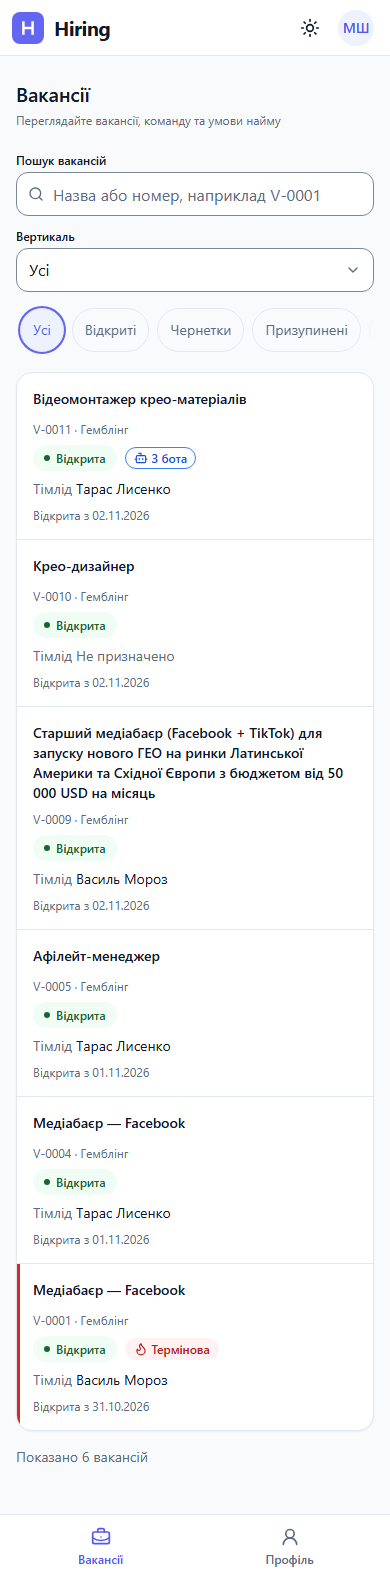 H Hiring
МШ
Вакансії
Переглядайте вакансії, команду та умови найму
Пошук вакансій
Назва або номер, наприклад V-0001
Вертикаль
Усі
Усі Відкриті Чернетки Призупинені
Відеомонтажер крео-матеріалів
V-0011 · Гемблінг
Відкрита З бота
Тімлід Тарас Лисенко
Відкрита з 02.11.2026
Крео-дизайнер
V-0010 · Гемблінг
Відкрита
Тімлід Не призначено
Відкрита з 02.11.2026
Старший медіабаєр (Facebook + TikTok) для
запуску нового ГЕО на ринки Латинської
Америки та Східної Європи з бюджетом від 50
000 USD на місяць
V-0009 · Гемблінг
Відкрита
Тімлід Василь Мороз
Відкрита з 02.11.2026
Афілейт-менеджер
V-0005 · Гемблінг
Відкрита
Тімлід Тарас Лисенко
Відкрита з 01.11.2026
Медіабаєр — Facebook
V-0004 · Гемблінг
Відкрита
Тімлід Тарас Лисенко
Відкрита з 01.11.2026
Медіабаєр — Facebook
V-0001 · Гемблінг
Відкрита Термінова
Тімлід Василь Мороз
Відкрита з 31.10.2026
Показано 6 вакансій
Вакансії Профіль